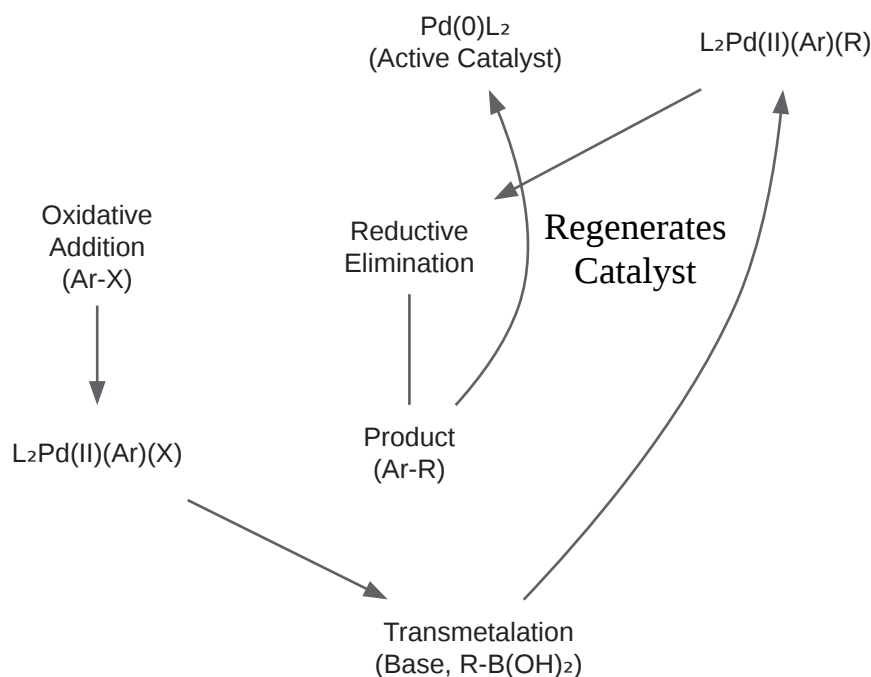 Pd(0)L₂
(Active Catalyst)
L₂Pd(II)(Ar)(R)
Oxidative
Addition
(Ar-X)
Reductive
Elimination
Regenerates
Catalyst
L₂Pd(II)(Ar)(X)
Product
(Ar-R)
Transmetalation
(Base, R-B(OH)₂)